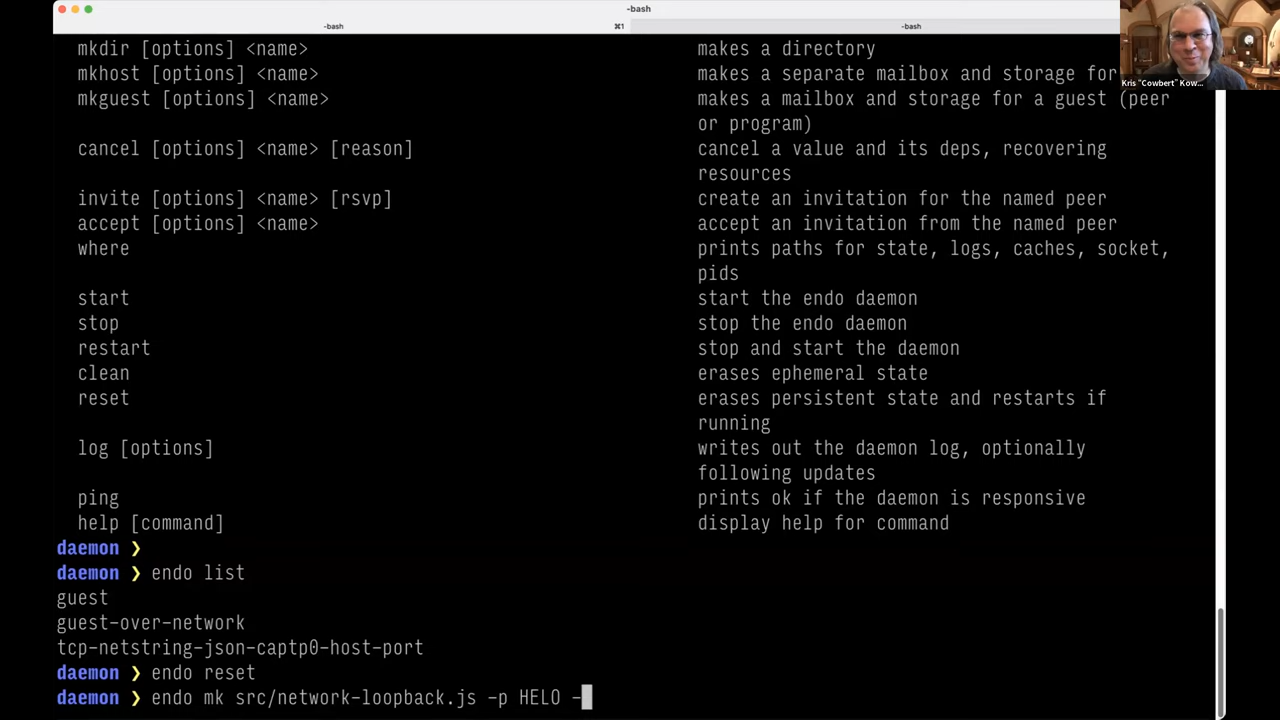 -bash
-bash ⌘1 -bash
mkdir [options] <name> makes a directory
mkhost [options] <name> makes a separate mailbox and storage for
mkguest [options] <name> makes a mailbox and storage for a guest (peer
or program)
cancel [options] <name> [reason] cancel a value and its deps, recovering
resources
invite [options] <name> [rsvp] create an invitation for the named peer
accept [options] <name> accept an invitation from the named peer
where prints paths for state, logs, caches, socket,
pids
start start the endo daemon
stop stop the endo daemon
restart stop and start the daemon
clean erases ephemeral state
reset erases persistent state and restarts if
running
log [options] writes out the daemon log, optionally
following updates
ping prints ok if the daemon is responsive
help [command] display help for command
daemon ❯
daemon ❯ endo list
guest
guest-over-network
tcp-netstring-json-captp0-host-port
daemon ❯ endo reset
daemon ❯ endo mk src/network-loopback.js -p HELO -
Kris "Cowbert" Kow...